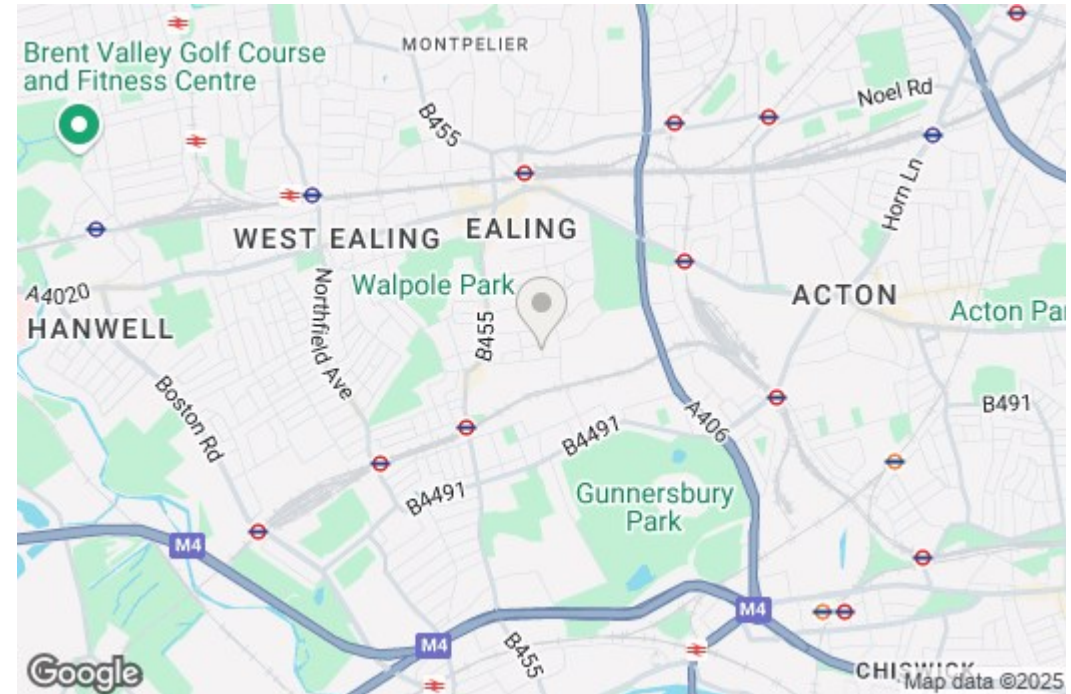 MONTPELIER
Brent Valley Golf Course
and Fitness Centre
Noel Rd
B455
Horn Ln
WEST EALING
EALING
Walpole Park
A4020
ACTON
Acton Par
HANWELL
Northfield Ave
B455
Boston Rd
B491
A406
B4491
B4491
Gunnersbury
Park
M4
M4
M4
B455
CHISWICK
Google
Map data ©2025